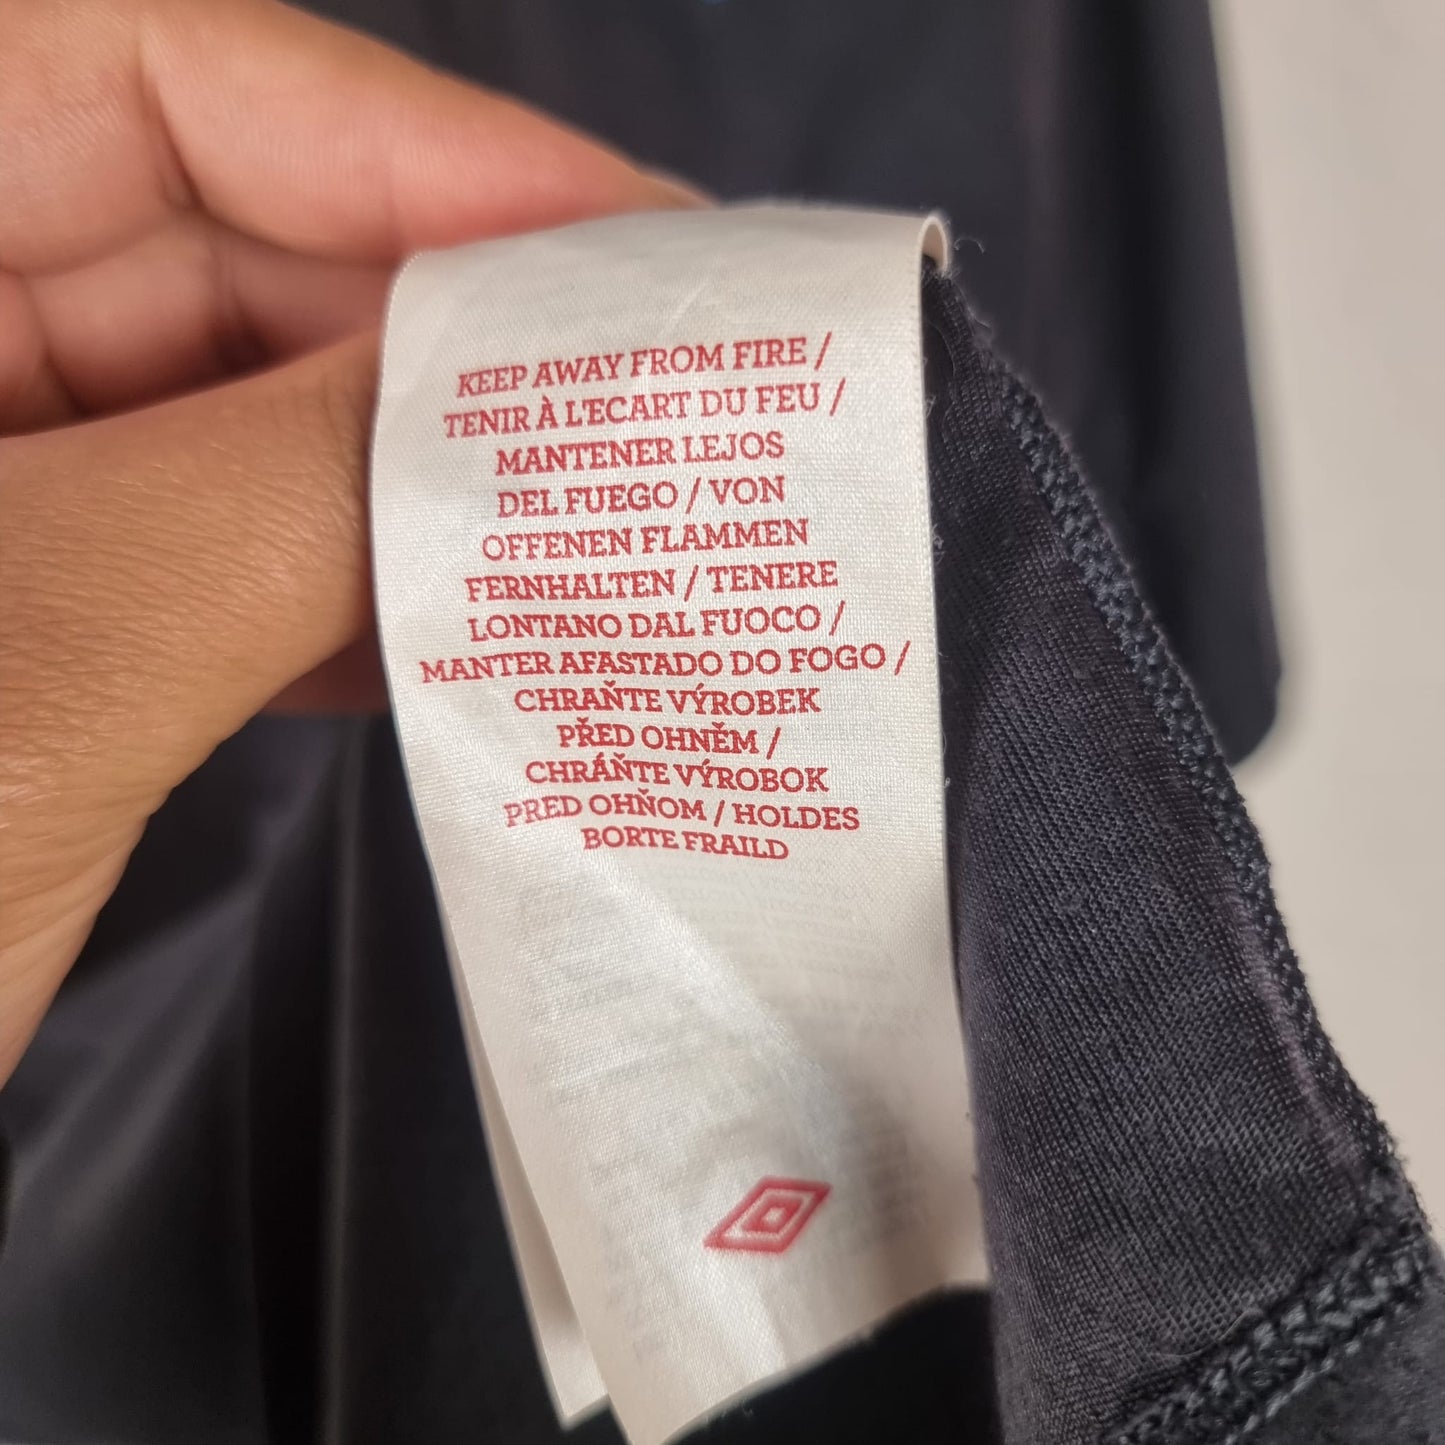 KEEP AWAY FROM FIRE /
TENIR À L'ECART DU FEU /
MANTENER LEJOS
DEL FUEGO / VON
OFFENEN FLAMMEN
FERNHALTEN / TENERE
LONTANO DAL FUOCO /
MANTER AFASTADO DO FOGO /
CHRAŇTE VÝROBEK
PŘED OHNĚM /
CHRÁŇTE VÝROBOK
PRED OHŇOM / HOLDES
BORTE FRAILD